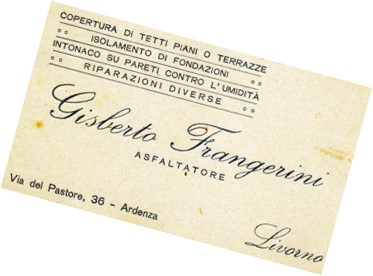 COPERTURA DI TETTI PIANI O TERRAZZE
ISOLAMENTO DI FONDAZIONI
INTONACO SU PARETI CONTRO L'UMIDITÀ
RIPARAZIONI DIVERSE
Gisberto Frangerini
ASFALTATORE
Via del Pastore, 36 - Ardenza
Livorno